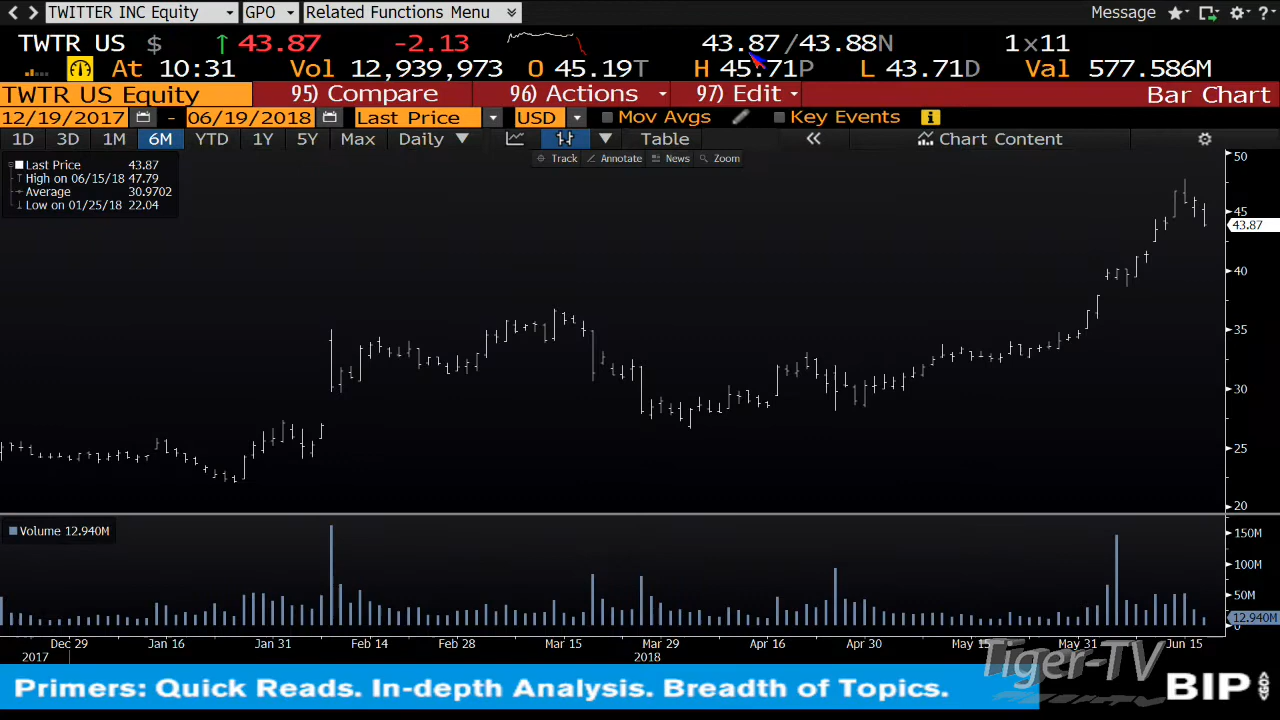 TWITTER INC Equity GPO Related Functions Menu Message
TWTR US $ ↑ 43.87 -2.13 43.87/43.88N 1x11
At 10:31 Vol 12,939,973 O 45.19T H 45.71P L 43.71D Val 577.586M
TWTR US Equity 95) Compare 96) Actions 97) Edit Bar Chart
12/19/2017 - 06/19/2018 Last Price USD Mov Avgs Key Events
1D 3D 1M 6M YTD 1Y 5Y Max Daily ▼ Table « Chart Content
Track Annotate News Zoom
Last Price 43.87
High on 06/15/18 47.79
Average 30.9702
Low on 01/25/18 22.04
50
45
43.87
40
35
30
25
20
Volume 12.940M
150M
100M
50M
12.940M
0
Dec 29 Jan 16 Jan 31 Feb 14 Feb 28 Mar 15 Mar 29 Apr 16 Apr 30 May 15 May 31 Jun 15
2017 2018
Tiger-TV
Primers: Quick Reads. In-depth Analysis. Breadth of Topics. BIP GO